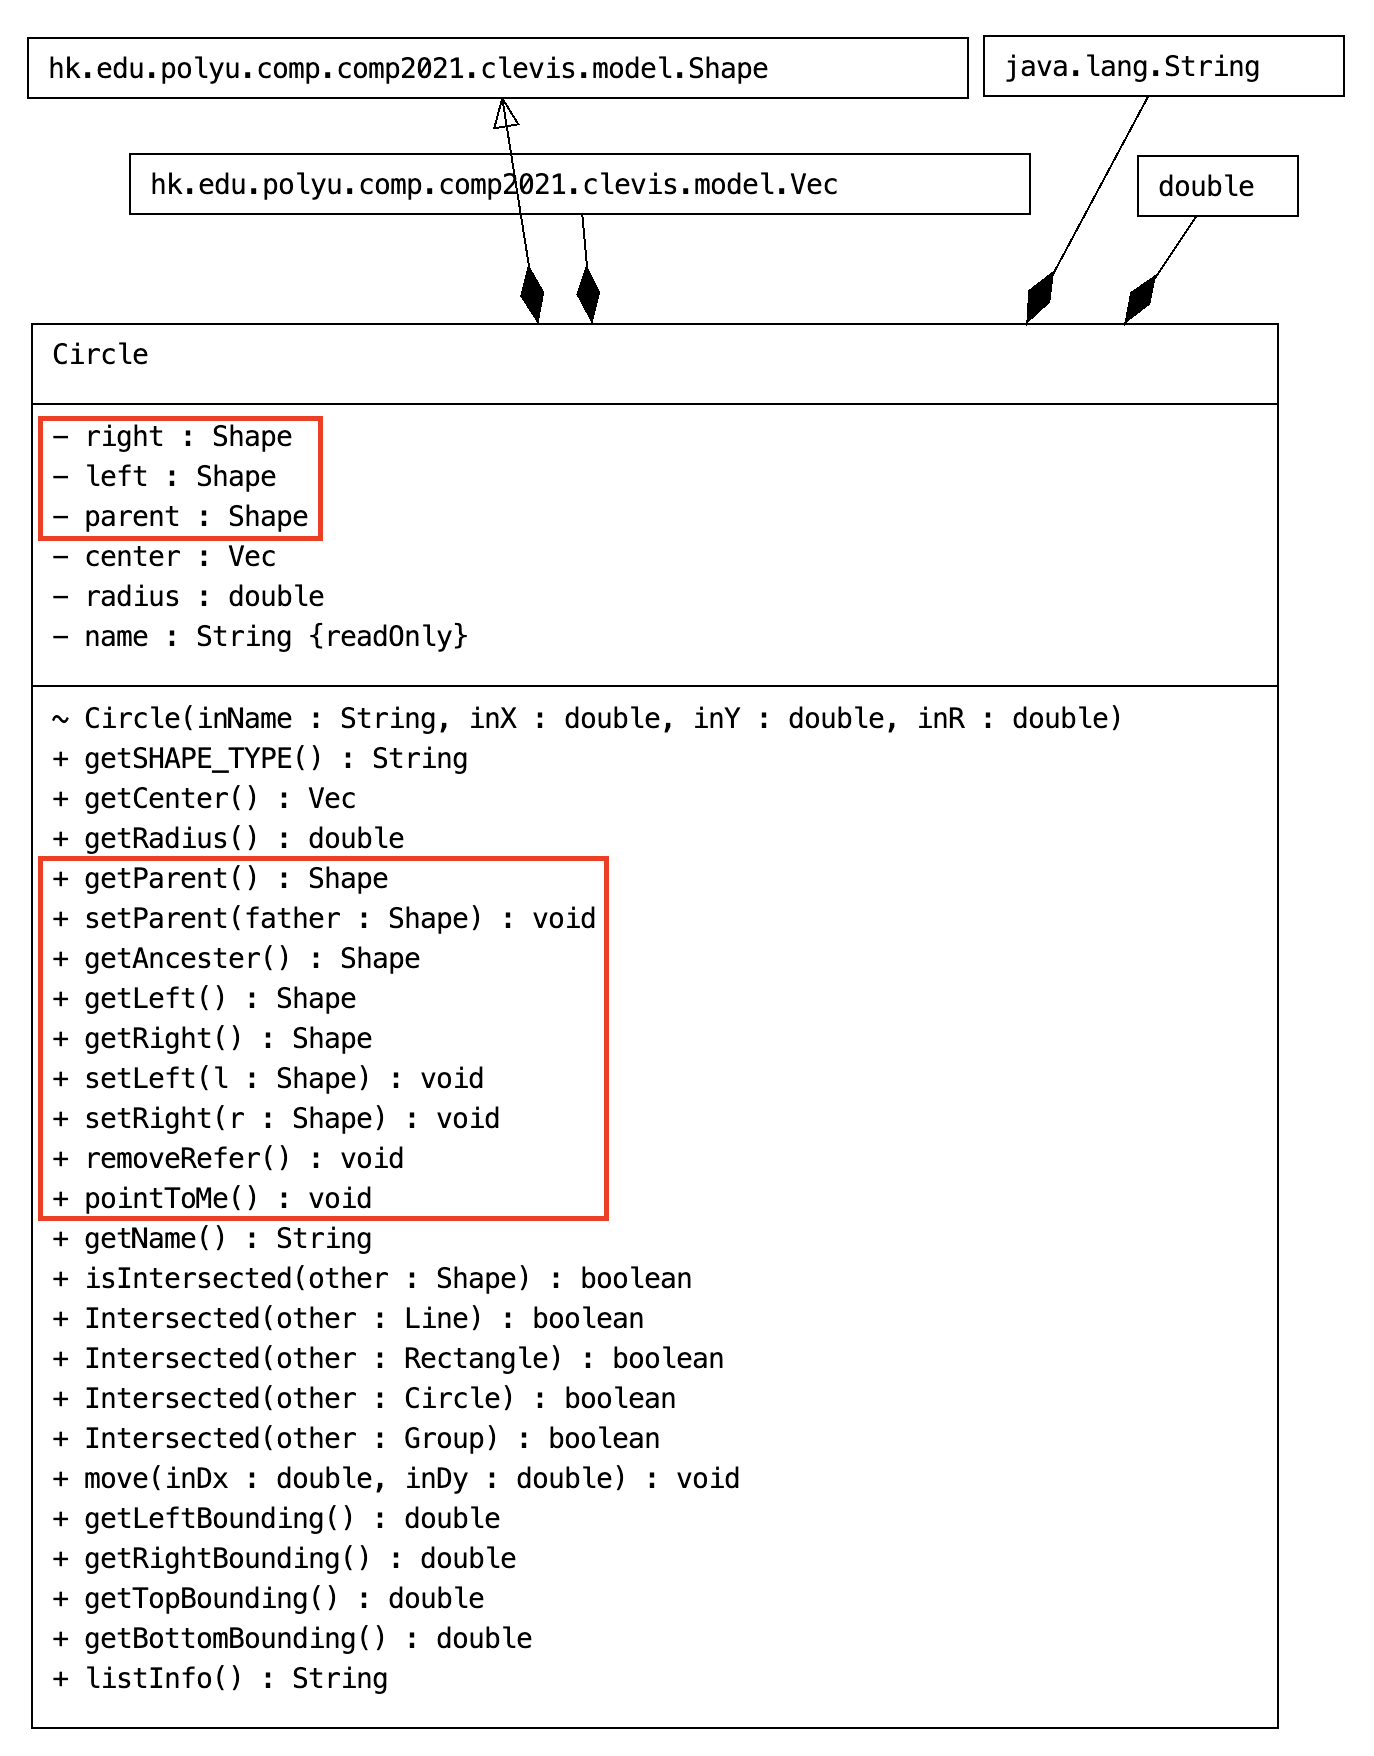 hk.edu.polyu.comp.comp2021.clevis.model.Shape
java.lang.String
hk.edu.polyu.comp.comp2021.clevis.model.Vec
double
Circle
- right : Shape
- left : Shape
- parent : Shape
- center : Vec
- radius : double
- name : String {readOnly}
~ Circle(inName : String, inX : double, inY : double, inR : double)
+ getSHAPE_TYPE() : String
+ getCenter() : Vec
+ getRadius() : double
+ getParent() : Shape
+ setParent(father : Shape) : void
+ getAncester() : Shape
+ getLeft() : Shape
+ getRight() : Shape
+ setLeft(l : Shape) : void
+ setRight(r : Shape) : void
+ removeRefer() : void
+ pointToMe() : void
+ getName() : String
+ isIntersected(other : Shape) : boolean
+ Intersected(other : Line) : boolean
+ Intersected(other : Rectangle) : boolean
+ Intersected(other : Circle) : boolean
+ Intersected(other : Group) : boolean
+ move(inDx : double, inDy : double) : void
+ getLeftBounding() : double
+ getRightBounding() : double
+ getTopBounding() : double
+ getBottomBounding() : double
+ listInfo() : String